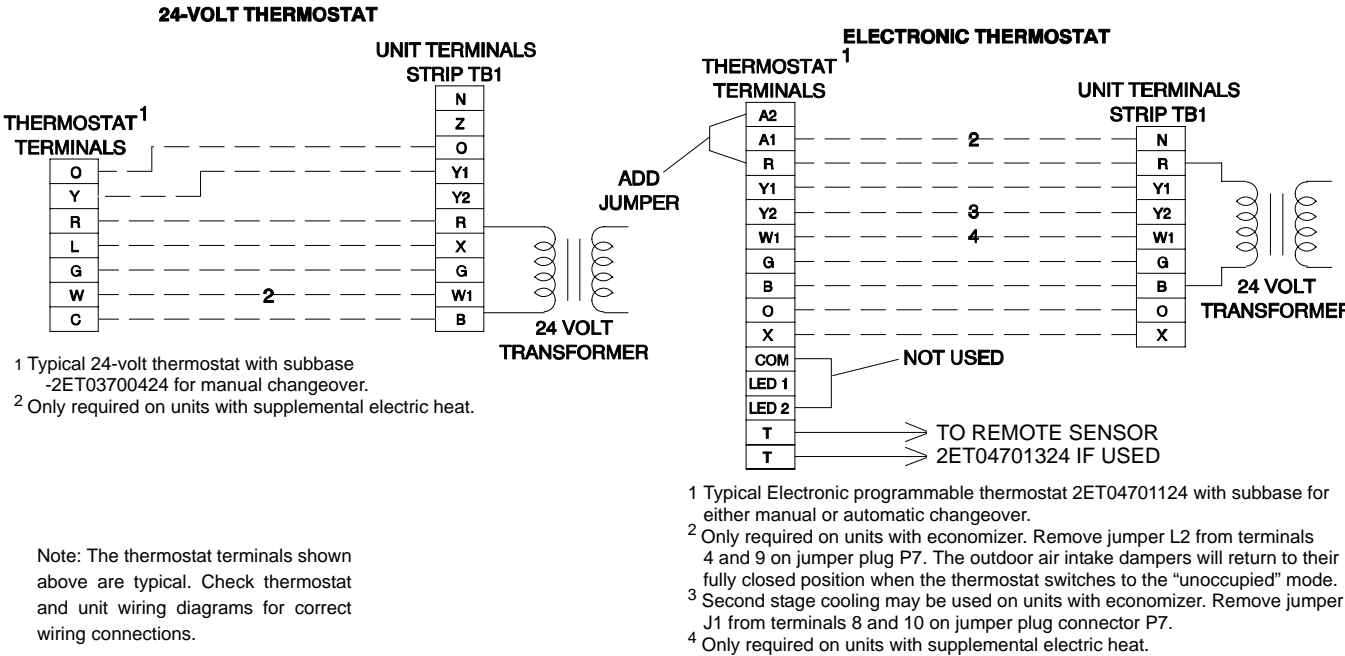 24-VOLT THERMOSTAT
UNIT TERMINALS
STRIP TB1
THERMOSTAT 1
TERMINALS
O
Y
R
L
G
W
C
2
N
Z
O
Y1
Y2
R
X
G
W1
B
24 VOLT
TRANSFORMER
1 Typical 24-volt thermostat with subbase
-2ET03700424 for manual changeover.
2 Only required on units with supplemental electric heat.
Note: The thermostat terminals shown
above are typical. Check thermostat
and unit wiring diagrams for correct
wiring connections.
ELECTRONIC THERMOSTAT
THERMOSTAT 1
TERMINALS
ADD
JUMPER
A2
A1
R
Y1
Y2
W1
G
B
O
X
COM
LED 1
LED 2
T
T
2
3
4
UNIT TERMINALS
STRIP TB1
N
R
Y1
Y2
W1
G
B
O
X
24 VOLT
TRANSFORMER
NOT USED
TO REMOTE SENSOR
2ET04701324 IF USED
1 Typical Electronic programmable thermostat 2ET04701124 with subbase for
either manual or automatic changeover.
2 Only required on units with economizer. Remove jumper L2 from terminals
4 and 9 on jumper plug P7. The outdoor air intake dampers will return to their
fully closed position when the thermostat switches to the “unoccupied” mode.
3 Second stage cooling may be used on units with economizer. Remove jumper
J1 from terminals 8 and 10 on jumper plug connector P7.
4 Only required on units with supplemental electric heat.